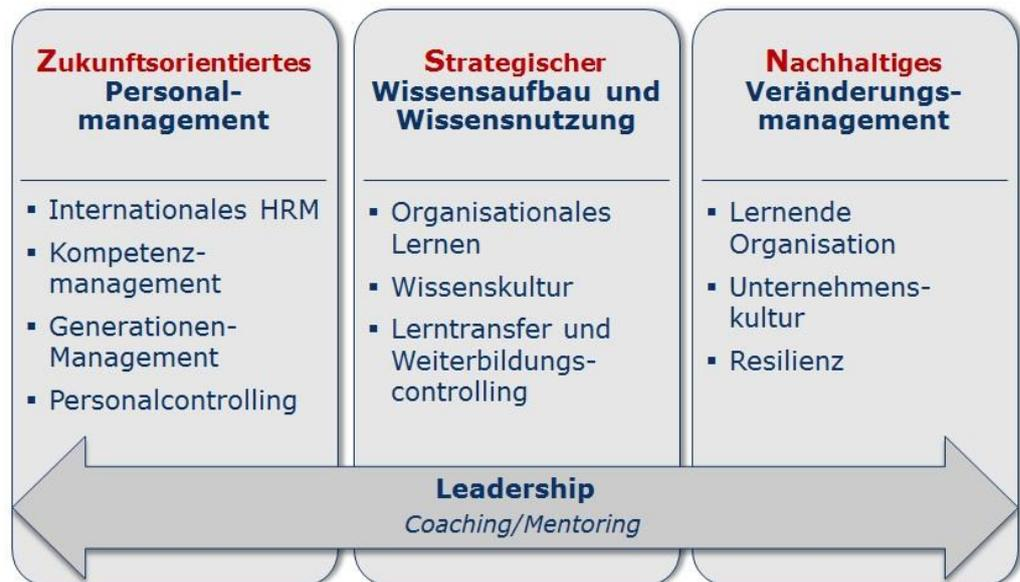 Zukunftsorientiertes
Personal-
management
▪ Internationales HRM
▪ Kompetenz-
management
▪ Generationen-
Management
▪ Personalcontrolling
Strategischer
Wissensaufbau und
Wissensnutzung
▪ Organisationales
Lernen
▪ Wissenskultur
▪ Lerntransfer und
Weiterbildungs-
controlling
Nachhaltiges
Veränderungs-
management
▪ Lernende
Organisation
▪ Unternehmens-
kultur
▪ Resilienz
Leadership
Coaching/Mentoring